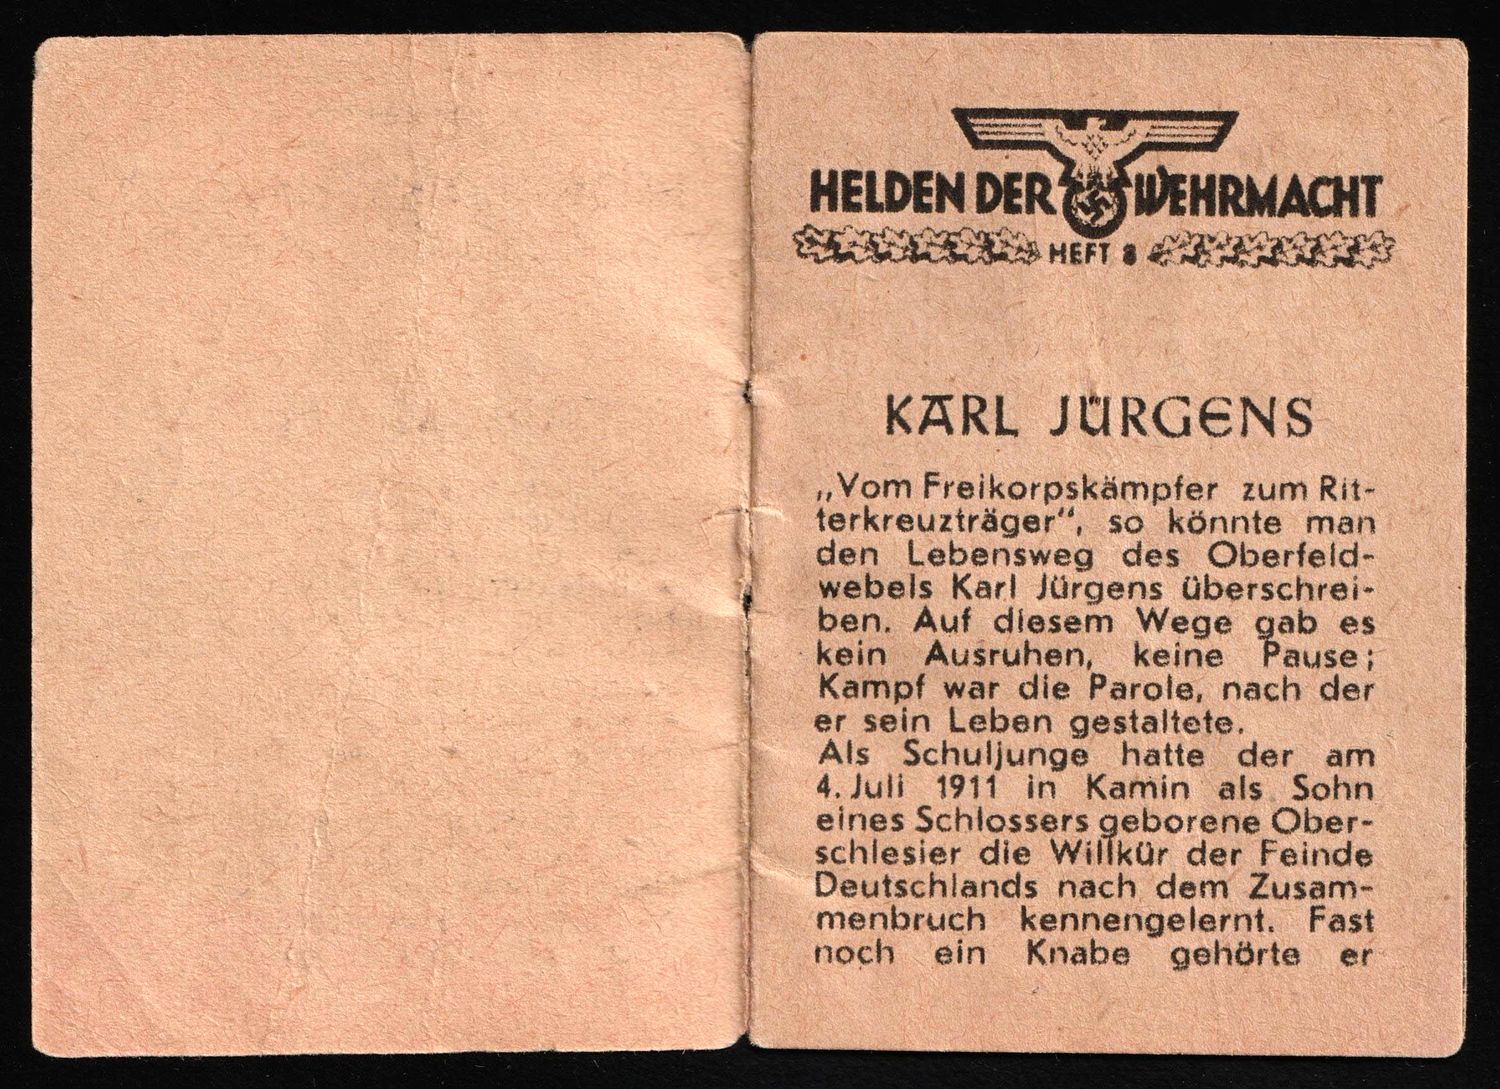 HELDEN DER WEHRMACHT
HEFT 8
KARL JÜRGENS
„Vom Freikorpskämpfer zum Rit-
terkreuzträger“, so könnte man
den Lebensweg des Oberfeld-
webels Karl Jürgens überschrei-
ben. Auf diesem Wege gab es
kein Ausruhen, keine Pause;
Kampf war die Parole, nach der
er sein Leben gestaltete.
Als Schuljunge hatte der am
4. Juli 1911 in Kamin als Sohn
eines Schlossers geborene Ober-
schlesier die Willkür der Feinde
Deutschlands nach dem Zusam-
menbruch kennengelernt. Fast
noch ein Knabe gehörte er